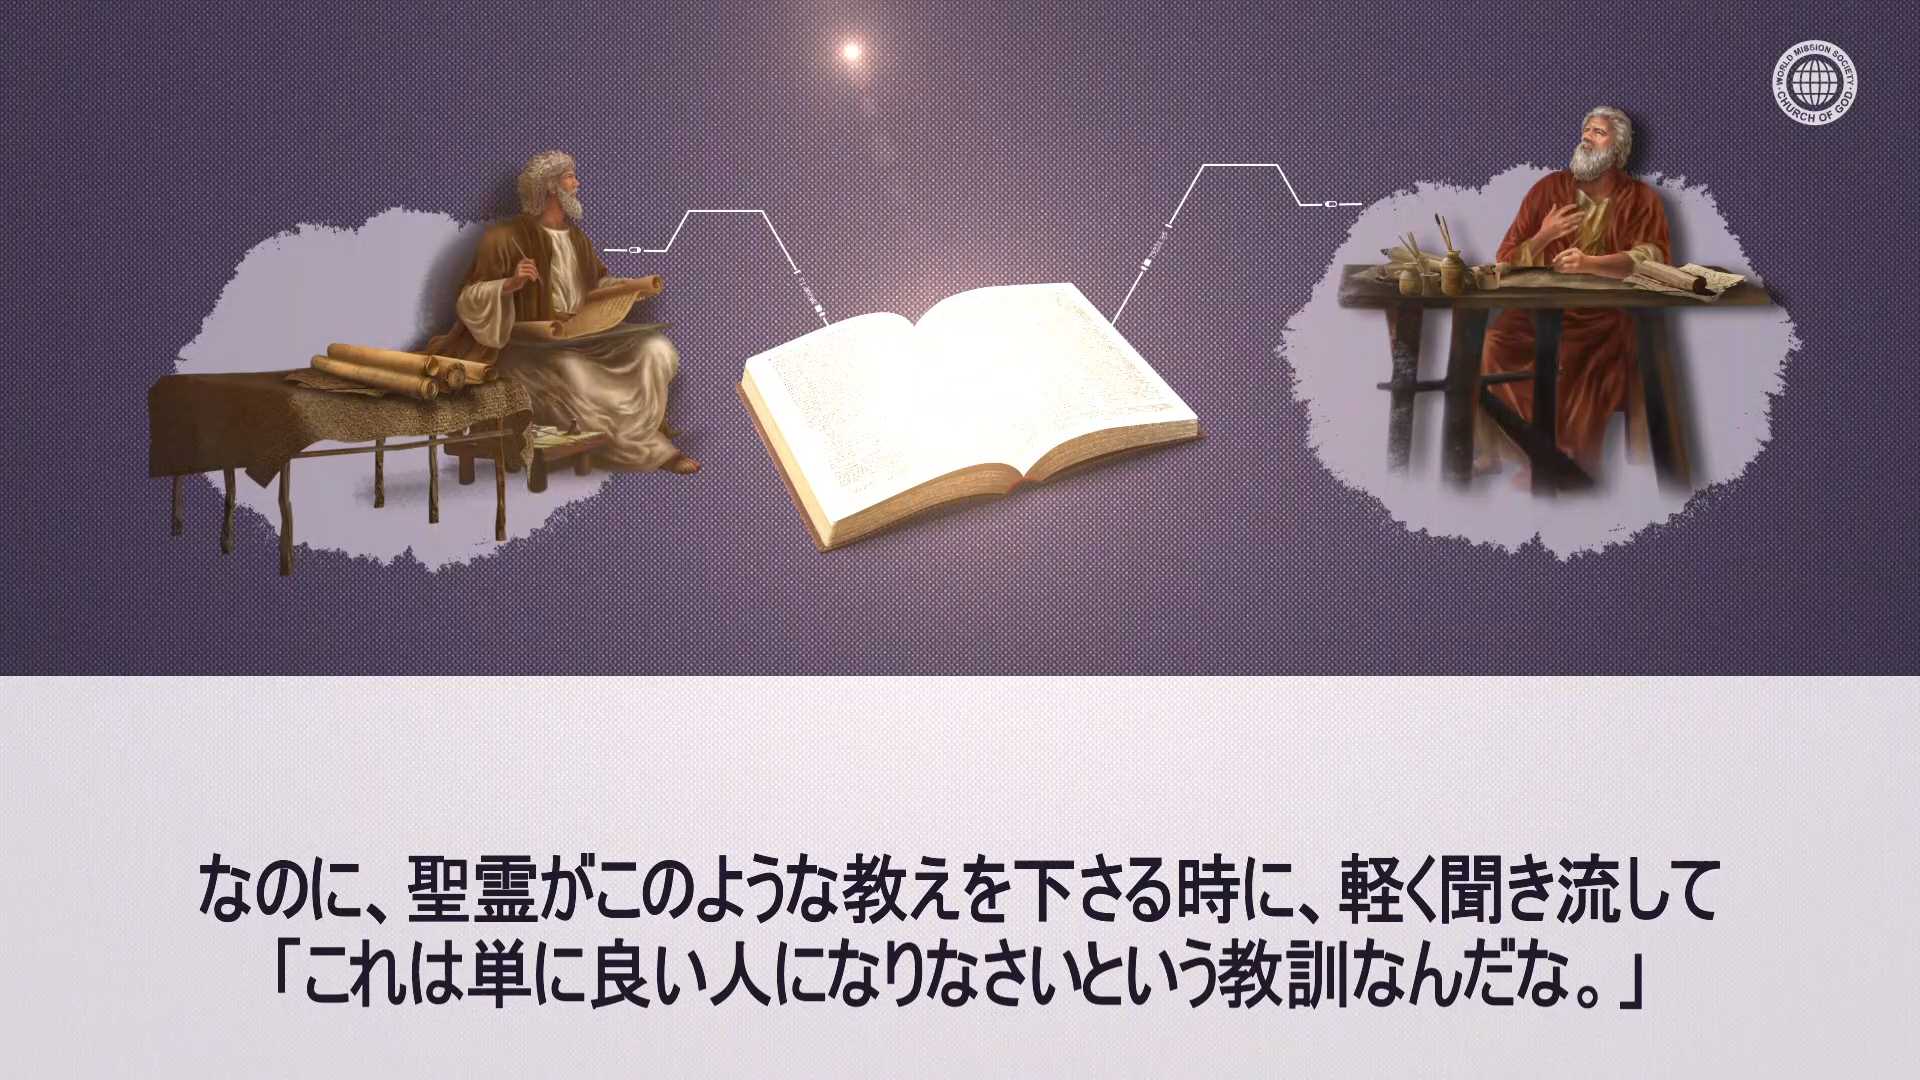 WORLD MISSION SOCIETY
CHURCH OF GOD
なのに、聖霊がこのような教えを下さる時に、軽く聞き流して
「これは単に良い人になりなさいという教訓なんだな。」